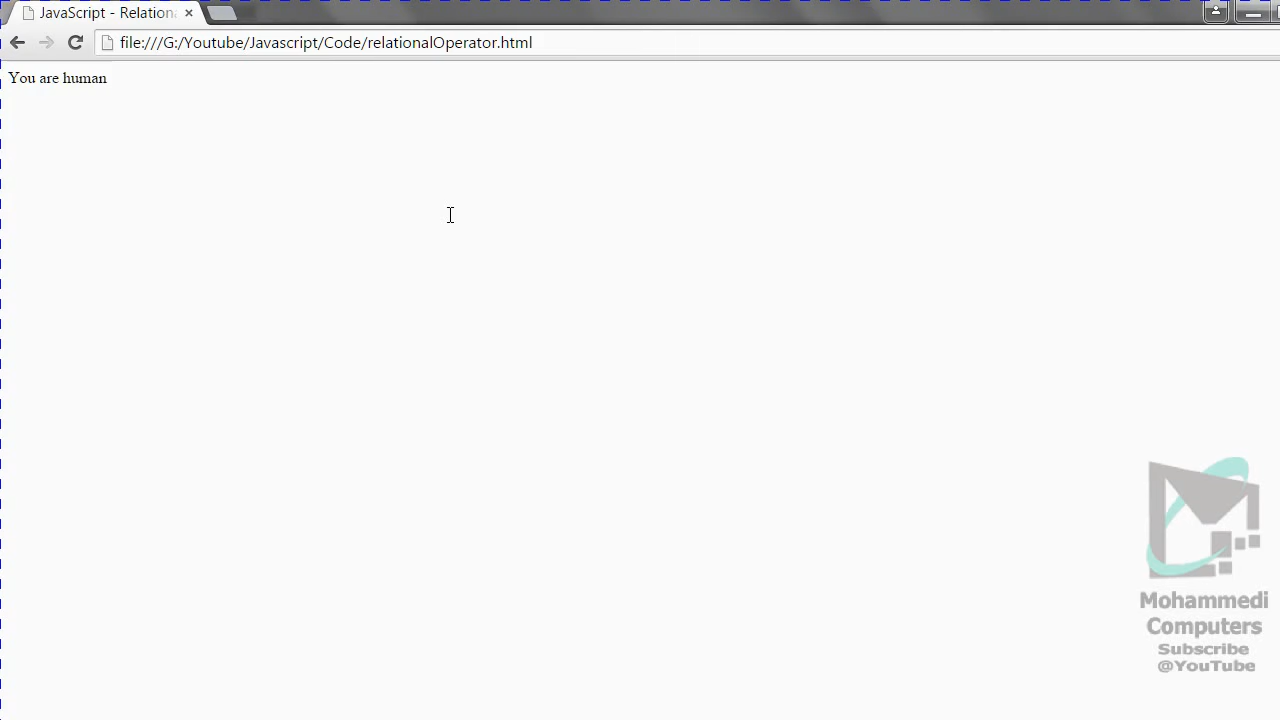 JavaScript - Relation
file:///G:/Youtube/Javascript/Code/relationalOperator.html
You are human
Mohammedi
Computers
Subscribe
@YouTube